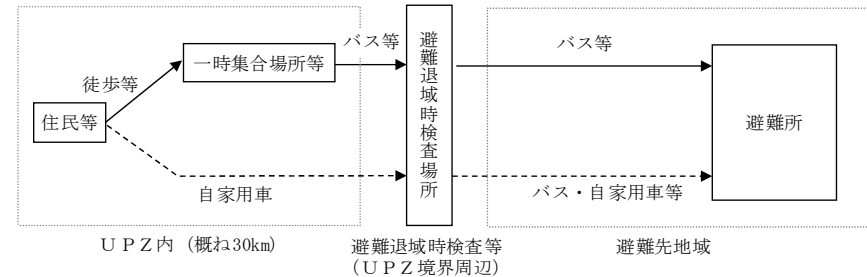 バス等
バス等
一時集合場所等
徒歩等
住民等
避難退域時検査場所
避難所
自家用車
バス・自家用車等
ＵＰＺ内（概ね30km）
避難退域時検査等
（ＵＰＺ境界周辺）
避難先地域